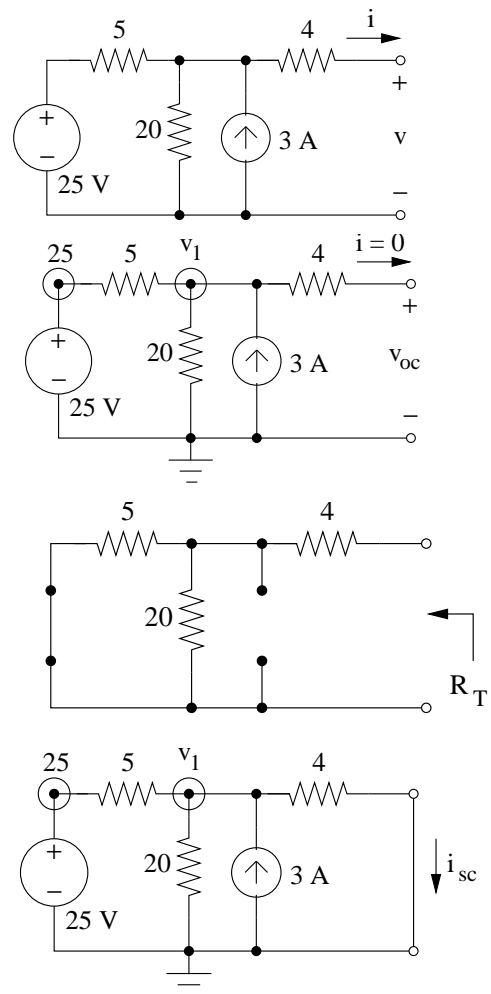 5 4 i
+
+ 20 3 A v
−
25 V −
25 5 v1 4 i = 0
+
+ 20 3 A voc
−
25 V −
5 4
20
RT
25 5 v1 4
+ 20 3 A isc
−
25 V